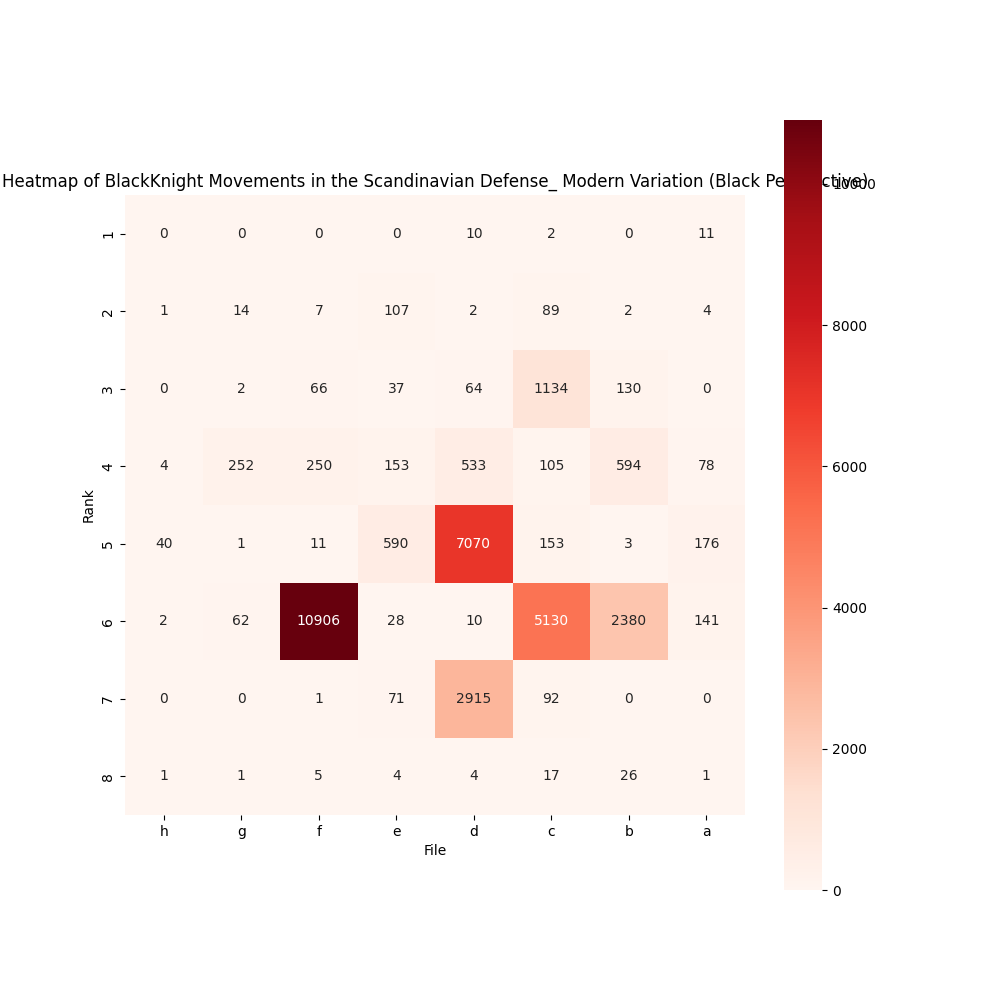 Heatmap of BlackKnight Movements in the Scandinavian Defense_ Modern Variation (Black Pe
10000
1 0 0 0 0 10 2 0 11
2 1 14 7 107 2 89 2 4
8000
3 0 2 66 37 64 1134 130 0
4 4 252 250 153 533 105 594 78
6000
Rank
5 40 1 11 590 7070 153 3 176
4000
6 2 62 10906 28 10 5130 2380 141
7 0 0 1 71 2915 92 0 0
2000
8 1 1 5 4 4 17 26 1
h g f e d c b a
File
0